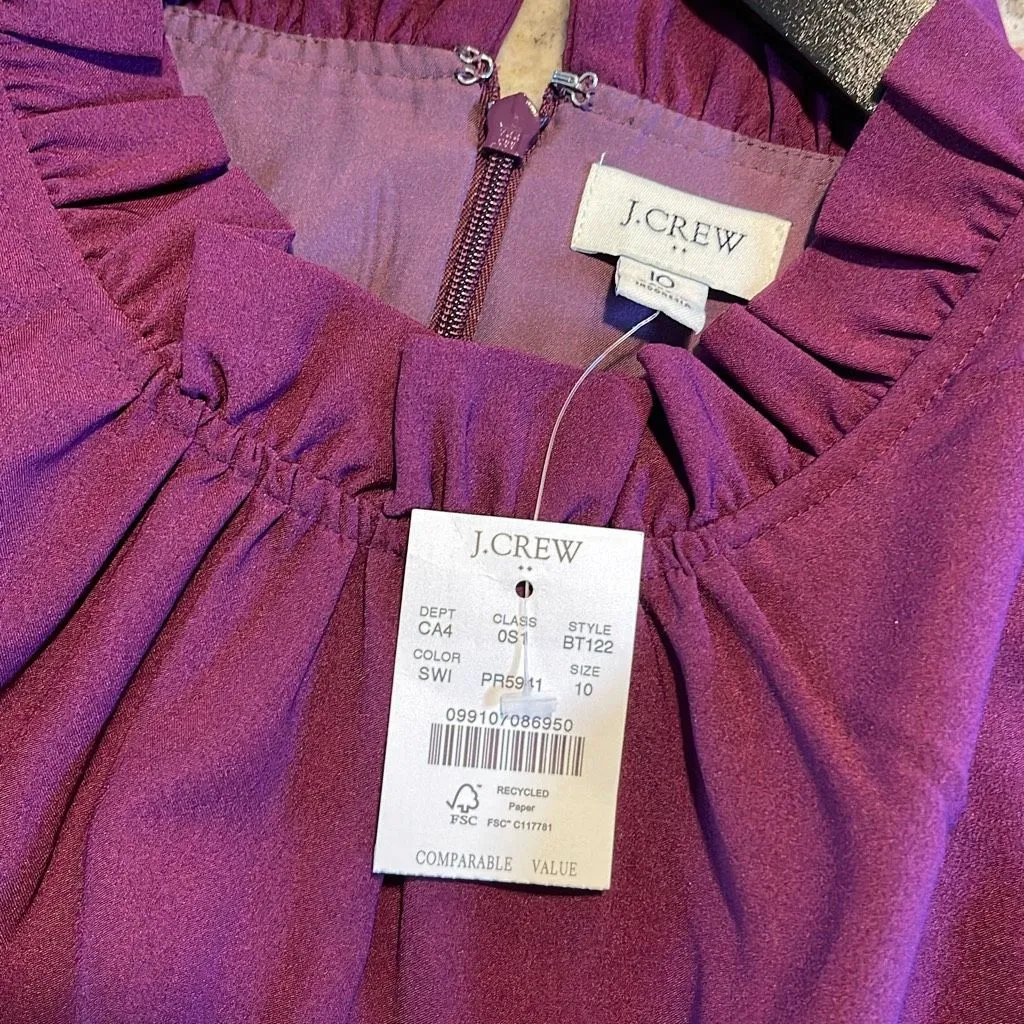 J.CREW
10
INDONESIA
J.CREW
DEPT CLASS STYLE
CA4 0S1 BT122
COLOR SIZE
SWI PR5941 10
099107086950
RECYCLED
Paper
FSC
FSC® C117781
COMPARABLE VALUE